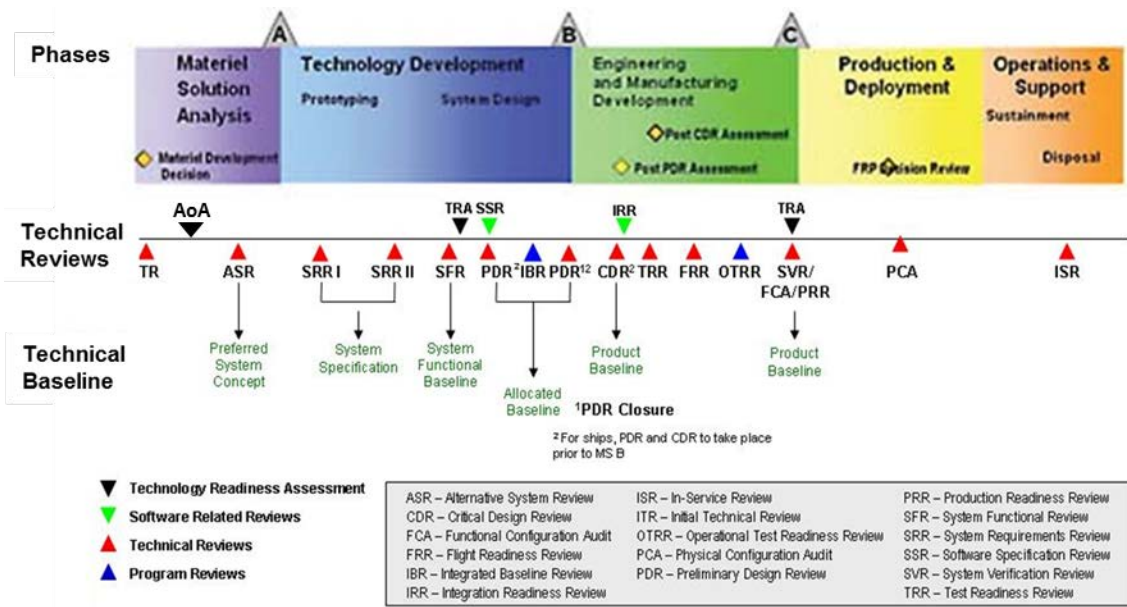 A
B
C
Phases
Materiel
Solution
Analysis
Material Development
Decision
Technology Development
Prototyping
System Design
Engineering
and Manufacturing
Development
Post CDR Assessment
Post PDR Assessment
Production &
Deployment
FRP Decision Review
Operations &
Support
Sustainment
Disposal
AoA
TRA SSR
IRR
TRA
Technical
Reviews
TR
ASR
SRR I
SRR II
SFR
PDR²
IBR
PDR¹²
CDR²
TRR
FRR
OTRR
SVR/
FCA/PRR
PCA
ISR
Technical
Baseline
Preferred
System
Concept
System
Specification
System
Functional
Baseline
Allocated
Baseline
Product
Baseline
Product
Baseline
¹PDR Closure
² For ships, PDR and CDR to take place
prior to MS B
Technology Readiness Assessment
Software Related Reviews
Technical Reviews
Program Reviews
ASR – Alternative System Review
CDR – Critical Design Review
FCA – Functional Configuration Audit
FRR – Flight Readiness Review
IBR – Integrated Baseline Review
IRR – Integration Readiness Review
ISR – In-Service Review
ITR – Initial Technical Review
OTRR – Operational Test Readiness Review
PCA – Physical Configuration Audit
PDR – Preliminary Design Review
PRR – Production Readiness Review
SFR – System Functional Review
SRR – System Requirements Review
SSR – Software Specification Review
SVR – System Verification Review
TRR – Test Readiness Review